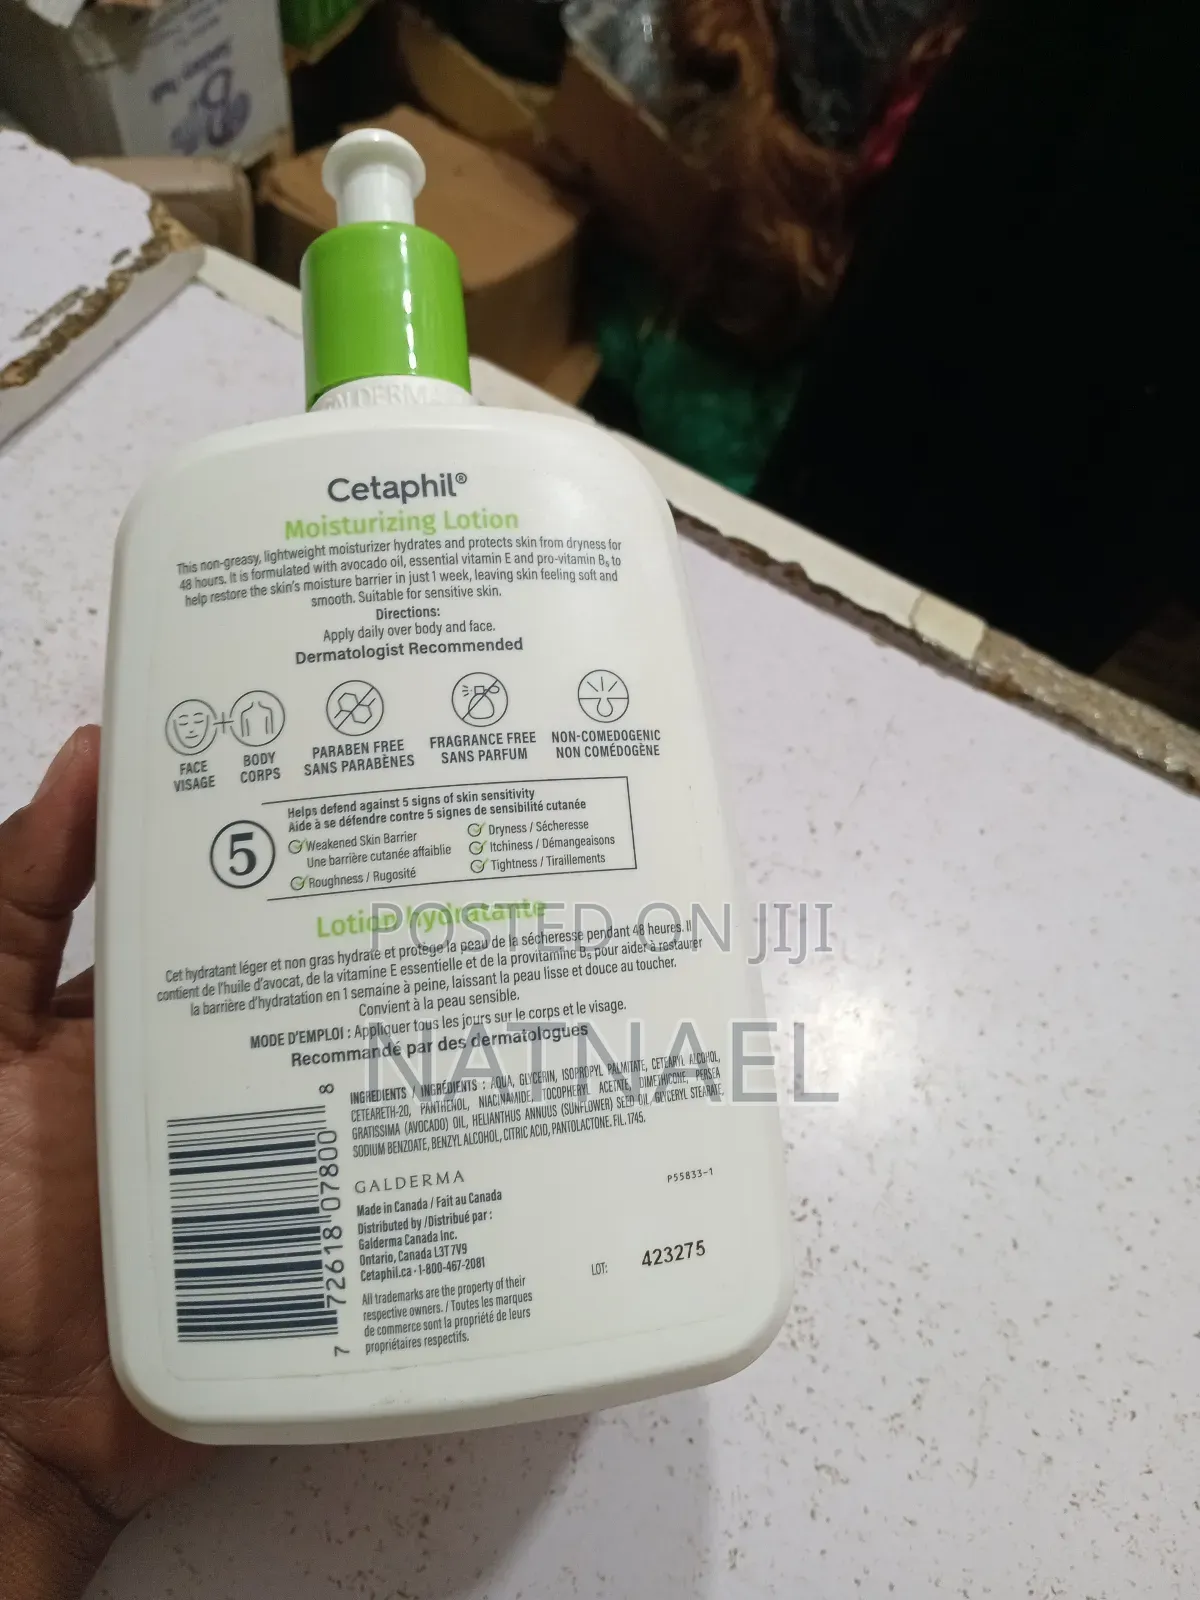 GALDERMA
Cetaphil®
Moisturizing Lotion
This non-greasy, lightweight moisturizer hydrates and protects skin from dryness for
48 hours. It is formulated with avocado oil, essential vitamin E and pro-vitamin B₅ to
help restore the skin's moisture barrier in just 1 week, leaving skin feeling soft and
smooth. Suitable for sensitive skin.
Directions:
Apply daily over body and face.
Dermatologist Recommended
FACE
VISAGE
BODY
CORPS
PARABEN FREE
SANS PARABÈNES
FRAGRANCE FREE
SANS PARFUM
NON-COMEDOGENIC
NON COMÉDOGÈNE
5
Helps defend against 5 signs of skin sensitivity
Aide à se défendre contre 5 signes de sensibilité cutanée
Weakened Skin Barrier
Une barrière cutanée affaiblie
Roughness / Rugosité
Dryness / Sécheresse
Itchiness / Démangeaisons
Tightness / Tiraillements
Lotion hydratante
Cet hydratant léger et non gras hydrate et protège la peau de la sécheresse pendant 48 heures. Il
contient de l'huile d'avocat, de la vitamine E essentielle et de la provitamine B₅ pour aider à restaurer
la barrière d'hydratation en 1 semaine à peine, laissant la peau lisse et douce au toucher.
Convient à la peau sensible.
MODE D'EMPLOI : Appliquer tous les jours sur le corps et le visage.
Recommandé par des dermatologues
INGREDIENTS / INGRÉDIENTS : AQUA, GLYCERIN, ISOPROPYL PALMITATE, CETEARYL ALCOHOL,
CETEARETH-20, PANTHENOL, NIACINAMIDE, TOCOPHERYL ACETATE, DIMETHICONE, PERSEA
GRATISSIMA (AVOCADO) OIL, HELIANTHUS ANNUUS (SUNFLOWER) SEED OIL, GLYCERYL STEARATE,
SODIUM BENZOATE, BENZYL ALCOHOL, CITRIC ACID, PANTOLACTONE. FIL. 1745.
GALDERMA
P55833-1
Made in Canada / Fait au Canada
Distributed by / Distribué par :
Galderma Canada Inc.
Ontario, Canada L3T 7V9
Cetaphil.ca - 1-800-467-2081
LOT: 423275
All trademarks are the property of their
respective owners. / Toutes les marques
de commerce sont la propriété de leurs
propriétaires respectifs.
7 72618 07800 8
POSTED ON JIJI
NATNAEL